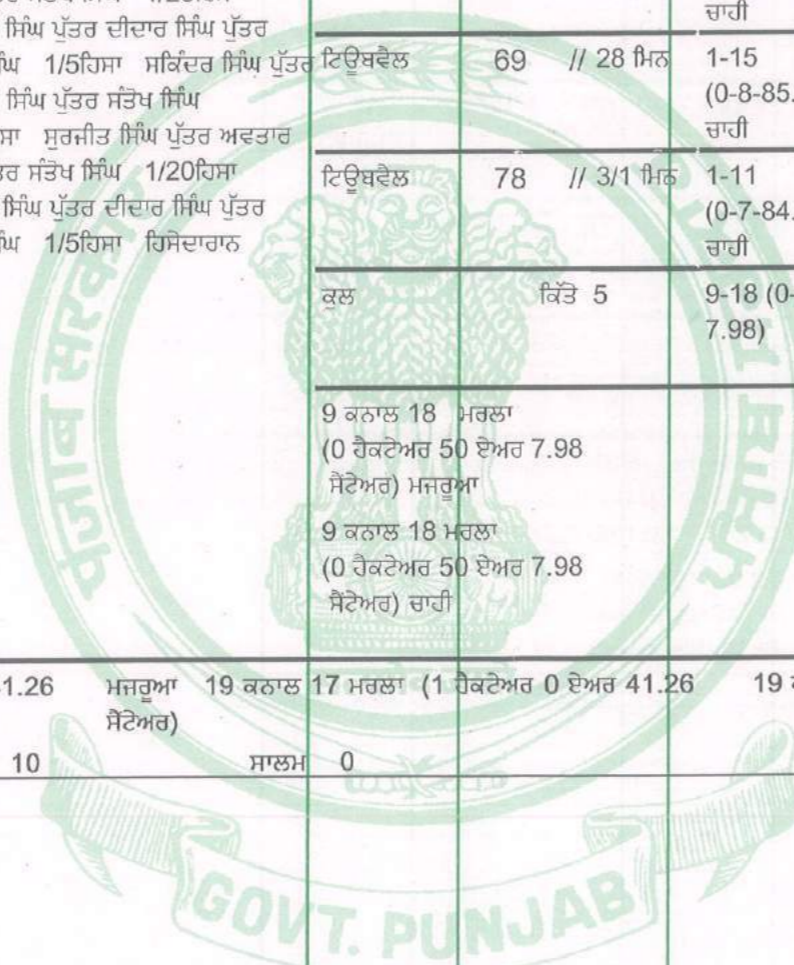 ਸਿੰਘ ਪੁੱਤਰ ਦੀਦਾਰ ਸਿੰਘ ਪੁੱਤਰ
1/5ਹਿਸਾ ਸਕਿੰਦਰ ਸਿੰਘ ਪੁੱਤਰ
ਸਿੰਘ ਪੁੱਤਰ ਸੰਤੋਖ ਸਿੰਘ
ਸੁਰਜੀਤ ਸਿੰਘ ਪੁੱਤਰ ਅਵਤਾਰ
ਸੰਤੋਖ ਸਿੰਘ 1/20ਹਿਸਾ
ਸਿੰਘ ਪੁੱਤਰ ਦੀਦਾਰ ਸਿੰਘ ਪੁੱਤਰ
1/5ਹਿਸਾ ਹਿਸੇਦਾਰਾਨ
ਚਾਹੀ
ਟਿਊਬਵੈਲ 69 // 28 ਮਿਨ 1-15
(0-8-85.
ਚਾਹੀ
ਟਿਊਬਵੈਲ 78 // 3/1 ਮਿਨ 1-11
(0-7-84.
ਚਾਹੀ
ਕੁਲ ਕਿੱਤੇ 5 9-18 (0-
7.98)
9 ਕਨਾਲ 18 ਮਰਲਾ
(0 ਹੈਕਟੇਅਰ 50 ਏਅਰ 7.98
ਸੈਂਟੇਅਰ) ਮਜਰੂਆ
9 ਕਨਾਲ 18 ਮਰਲਾ
(0 ਹੈਕਟੇਅਰ 50 ਏਅਰ 7.98
ਸੈਂਟੇਅਰ) ਚਾਹੀ
1.26 ਮਜਰੂਆ 19 ਕਨਾਲ 17 ਮਰਲਾ (1 ਹੈਕਟੇਅਰ 0 ਏਅਰ 41.26 19
ਸੈਂਟੇਅਰ)
10 ਸਾਲਮ 0
पंजाब सरकार
GOVT. PUNJAB